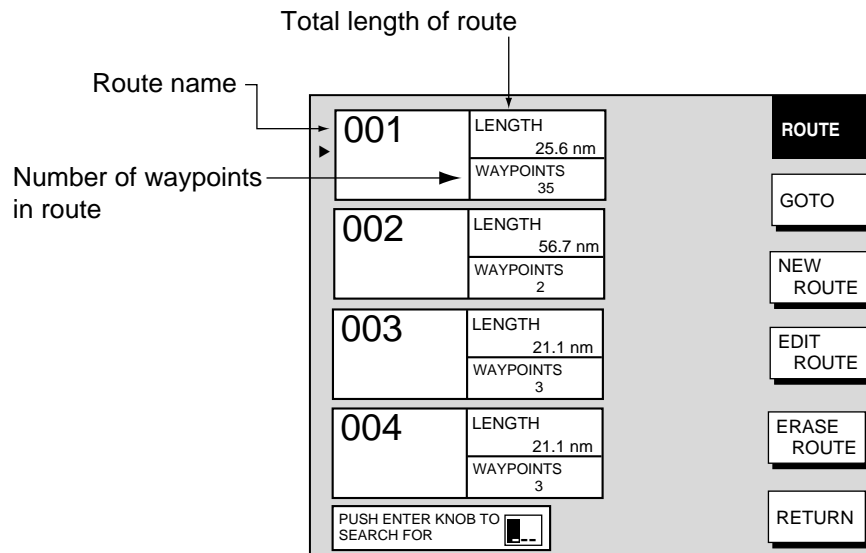 Total length of route
Route name
Number of waypoints
in route
001
LENGTH
25.6 nm
WAYPOINTS
35
002
LENGTH
56.7 nm
WAYPOINTS
2
003
LENGTH
21.1 nm
WAYPOINTS
3
004
LENGTH
21.1 nm
WAYPOINTS
3
PUSH ENTER KNOB TO
SEARCH FOR
_ _ _
ROUTE
GOTO
NEW
ROUTE
EDIT
ROUTE
ERASE
ROUTE
RETURN